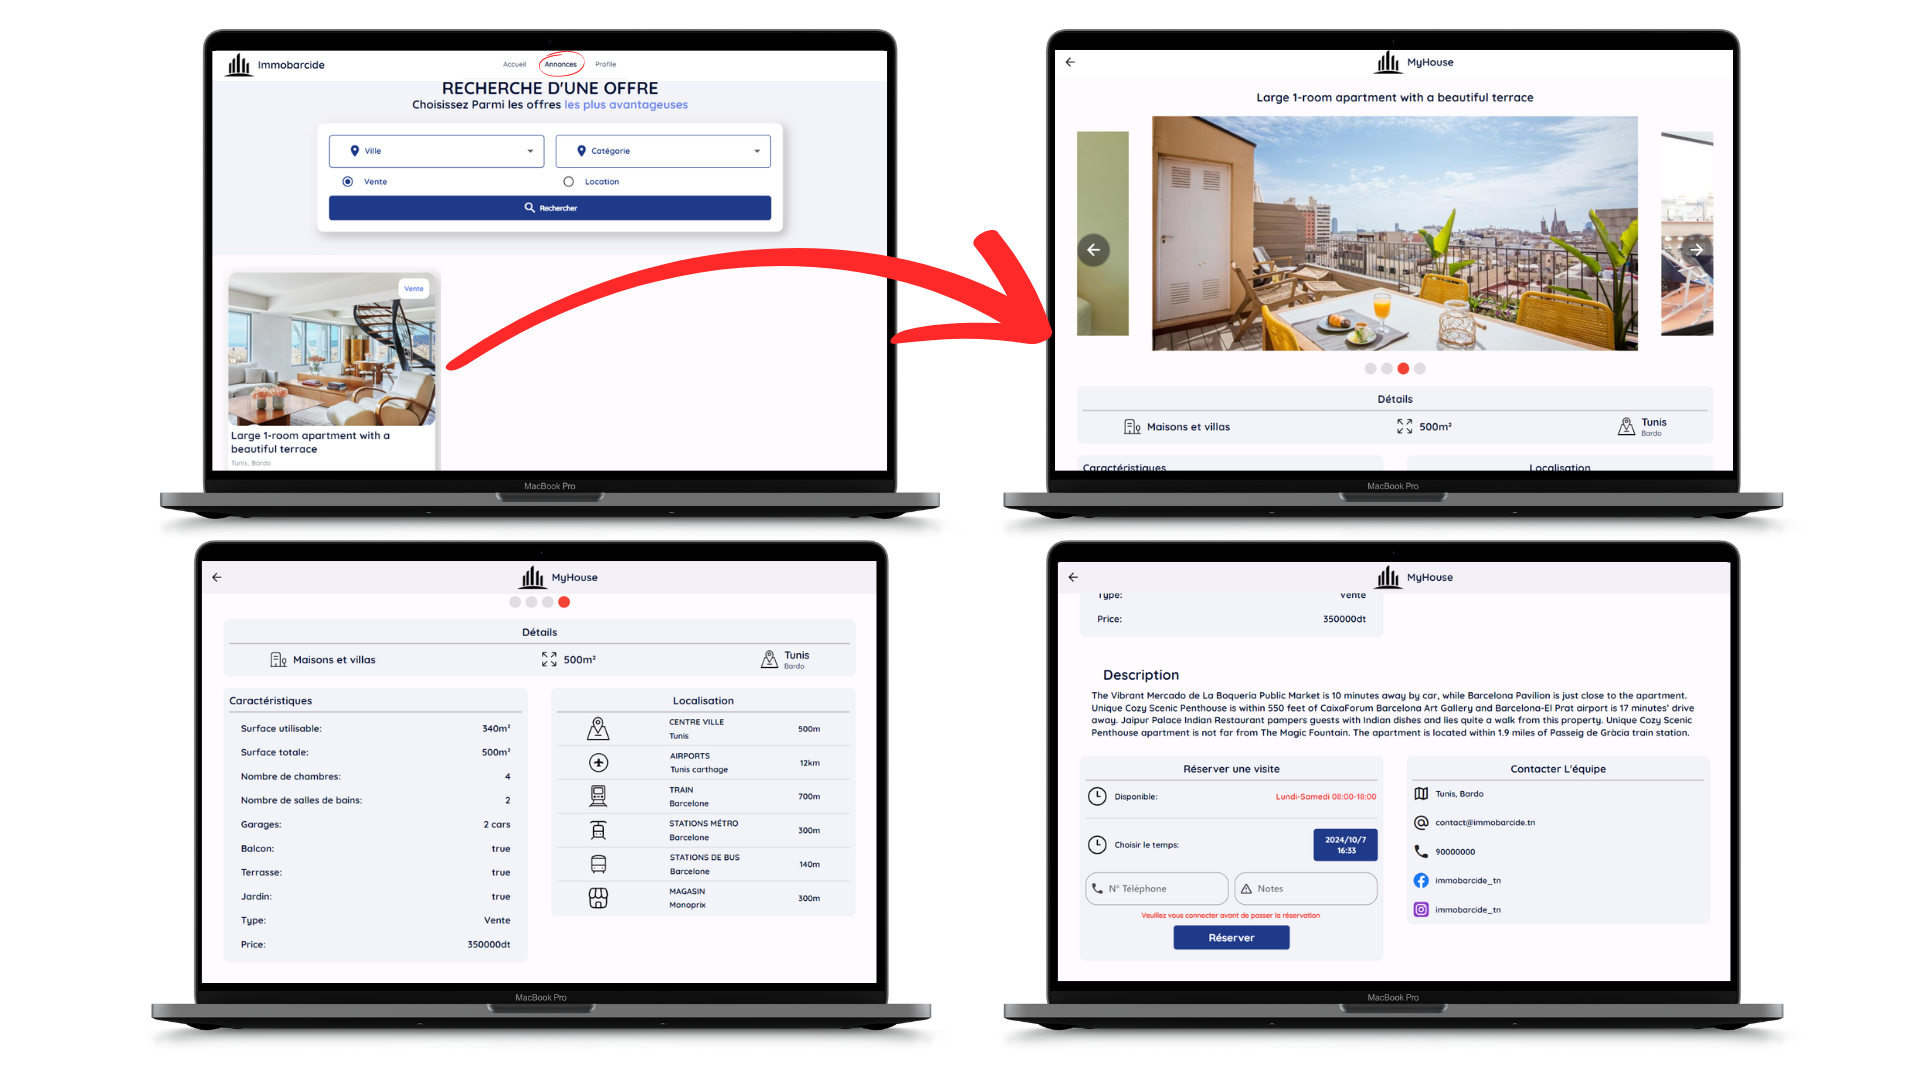 Immobarcide
Accueil
Annonces
Profile
RECHERCHE D'UNE OFFRE
Choisissez Parmi les offres les plus avantageuses
Ville
Catégorie
Vente
Location
Rechercher
Vente
Large 1-room apartment with a
beautiful terrace
Tunis, Bardo
MacBook Pro
MyHouse
Large 1-room apartment with a beautiful terrace
Détails
Maisons et villas
500m²
Tunis
Bardo
Caractéristiques
Localisation
MacBook Pro
MyHouse
Détails
Maisons et villas
500m²
Tunis
Bardo
Caractéristiques
Surface utilisable: 340m²
Surface totale: 500m²
Nombre de chambres: 4
Nombre de salles de bains: 2
Garages: 2 cars
Balcon: true
Terrasse: true
Jardin: true
Type: Vente
Price: 350000dt
Localisation
CENTRE VILLE
Tunis
500m
AIRPORTS
Tunis carthage
12km
TRAIN
Barcelone
700m
STATIONS MÉTRO
Barcelone
300m
STATIONS DE BUS
Barcelone
140m
MAGASIN
Monoprix
300m
MacBook Pro
MyHouse
Type: Vente
Price: 350000dt
Description
The Vibrant Mercado de La Boqueria Public Market is 10 minutes away by car, while Barcelona Pavilion is just close to the apartment.
Unique Cozy Scenic Penthouse is within 550 feet of CaixaForum Barcelona Art Gallery and Barcelona-El Prat airport is 17 minutes' drive
away. Jaipur Palace Indian Restaurant pampers guests with Indian dishes and lies quite a walk from this property. Unique Cozy Scenic
Penthouse apartment is not far from The Magic Fountain. The apartment is located within 1.9 miles of Passeig de Gràcia train station.
Réserver une visite
Disponible: Lundi-Samedi 08:00-18:00
Choisir le temps:
2024/10/7
16:33
N° Téléphone
Notes
Veuillez vous connecter avant de passer la réservation
Réserver
Contacter L'équipe
Tunis, Bardo
contact@immobarcide.tn
90000000
immobarcide_tn
immobarcide_tn
MacBook Pro